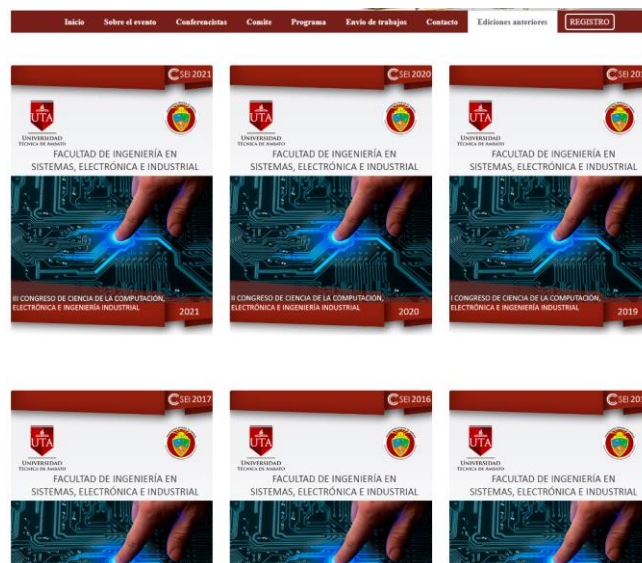 Inicio Sobre el evento Conferencistas Comite Programa Envio de trabajos Contacto Ediciones anteriores REGISTRO
CSEI 2021
UTA
UNIVERSIDAD
TÉCNICA DE AMBATO
FACULTAD DE INGENIERÍA EN
SISTEMAS, ELECTRÓNICA E INDUSTRIAL
III CONGRESO DE CIENCIA DE LA COMPUTACIÓN,
ELECTRÓNICA E INGENIERÍA INDUSTRIAL
2021
CSEI 2020
UTA
UNIVERSIDAD
TÉCNICA DE AMBATO
FACULTAD DE INGENIERÍA EN
SISTEMAS, ELECTRÓNICA E INDUSTRIAL
II CONGRESO DE CIENCIA DE LA COMPUTACIÓN,
ELECTRÓNICA E INGENIERÍA INDUSTRIAL
2020
CSEI 201
UTA
UNIVERSIDAD
TÉCNICA DE AMBATO
FACULTAD DE INGENIERÍA EN
SISTEMAS, ELECTRÓNICA E INDUSTRIAL
I CONGRESO DE CIENCIA DE LA COMPUTACIÓN,
ELECTRÓNICA E INGENIERÍA INDUSTRIAL
2019
CSEI 2017
UTA
UNIVERSIDAD
TÉCNICA DE AMBATO
FACULTAD DE INGENIERÍA EN
SISTEMAS, ELECTRÓNICA E INDUSTRIAL
CSEI 2016
UTA
UNIVERSIDAD
TÉCNICA DE AMBATO
FACULTAD DE INGENIERÍA EN
SISTEMAS, ELECTRÓNICA E INDUSTRIAL
CSEI 201
UTA
UNIVERSIDAD
TÉCNICA DE AMBATO
FACULTAD DE INGENIERÍA EN
SISTEMAS, ELECTRÓNICA E INDUSTRIAL